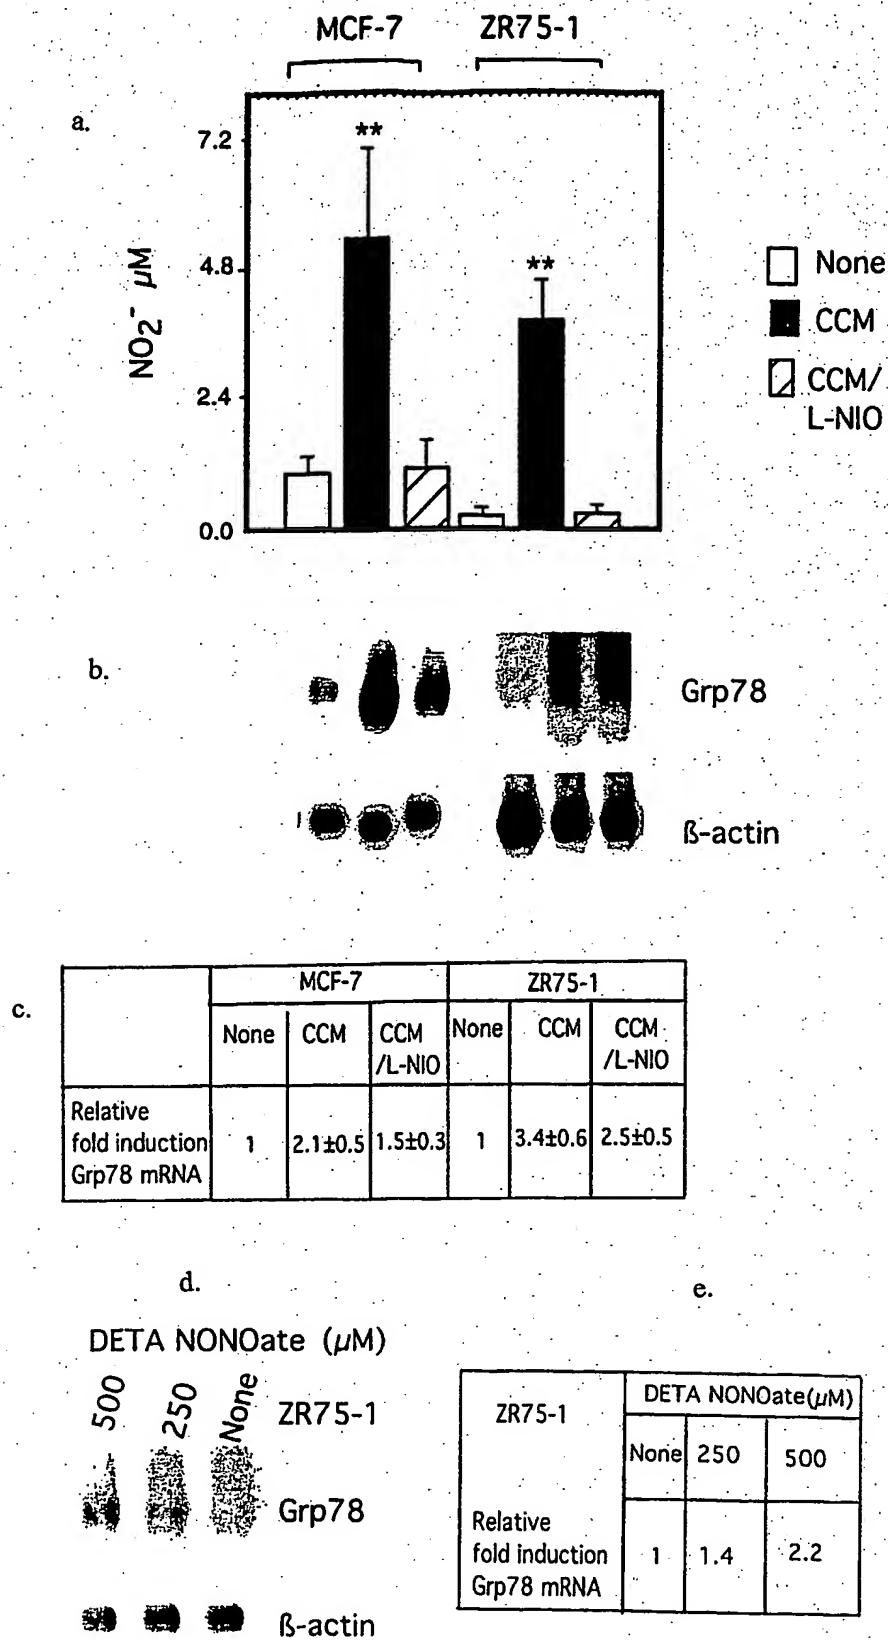 MCF-7 ZR75-1
a.
7.2
4.8
2.4
0.0
NO2- μM
** **
None
CCM
CCM/
L-NIO
b.
Grp78
ß-actin
c.
MCF-7 ZR75-1
None CCM CCM /L-NIO None CCM CCM /L-NIO
Relative
fold induction 1 2.1±0.5 1.5±0.3 1 3.4±0.6 2.5±0.5
Grp78 mRNA
d.
DETA NONOate (μM)
500 250 None ZR75-1
Grp78
ß-actin
e.
ZR75-1 DETA NONOate(μM)
None 250 500
Relative
fold induction 1 1.4 2.2
Grp78 mRNA